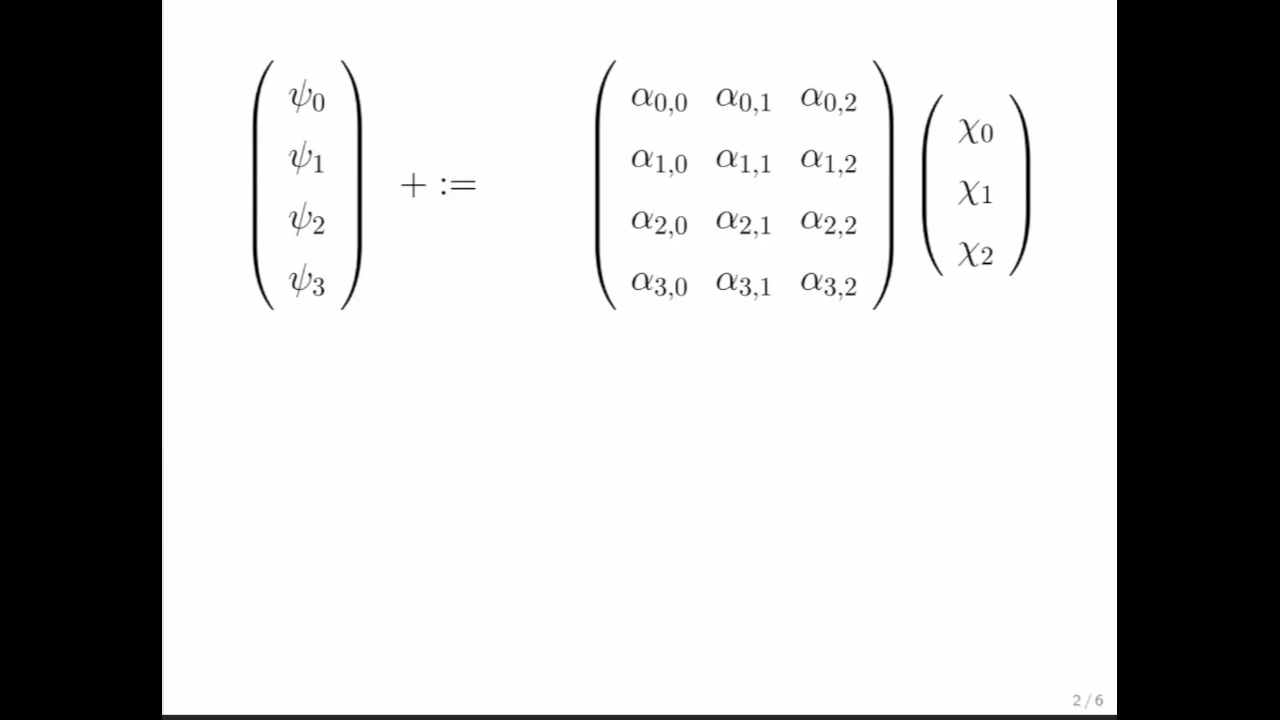 ψ0 α0,0 α0,1 α0,2 χ0
ψ1 + := α1,0 α1,1 α1,2 χ1
ψ2 α2,0 α2,1 α2,2 χ2
ψ3 α3,0 α3,1 α3,2
2 / 6